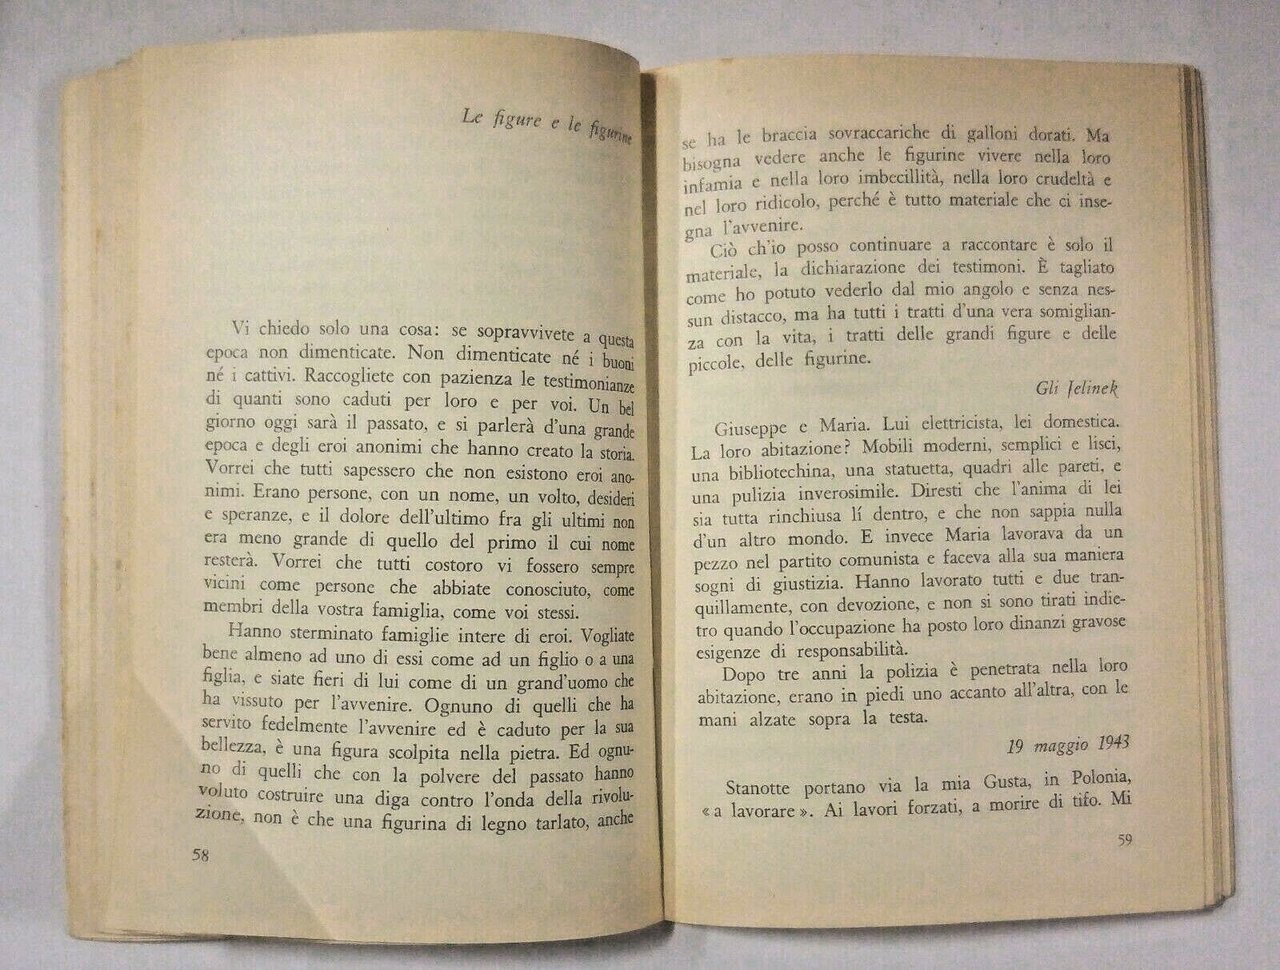 Le figure e le figurine
Vi chiedo solo una cosa: se sopravvivete a questa
epoca non dimenticate. Non dimenticate né i buoni
né i cattivi. Raccogliete con pazienza le testimonianze
di quanti sono caduti per loro e per voi. Un bel
giorno oggi sarà il passato, e si parlerà d'una grande
epoca e degli eroi anonimi che hanno creato la storia.
Vorrei che tutti sapessero che non esistono eroi ano-
nimi. Erano persone, con un nome, un volto, desideri
e speranze, e il dolore dell'ultimo fra gli ultimi non
era meno grande di quello del primo il cui nome
resterà. Vorrei che tutti costoro vi fossero sempre
vicini come persone che abbiate conosciuto, come
membri della vostra famiglia, come voi stessi.
Hanno sterminato famiglie intere di eroi. Vogliate
bene almeno ad uno di essi come ad un figlio o a una
figlia, e siate fieri di lui come di un grand'uomo che
ha vissuto per l'avvenire. Ognuno di quelli che ha
servito fedelmente l'avvenire ed è caduto per la sua
bellezza, è una figura scolpita nella pietra. Ed ognu-
no di quelli che con la polvere del passato hanno
voluto costruire una diga contro l'onda della rivolu-
zione, non è che una figurina di legno tarlato, anche
58
se ha le braccia sovraccariche di galloni dorati. Ma
bisogna vedere anche le figurine vivere nella loro
infamia e nella loro imbecillità, nella loro crudeltà e
nel loro ridicolo, perché è tutto materiale che ci inse-
gna l'avvenire.
Ciò ch'io posso continuare a raccontare è solo il
materiale, la dichiarazione dei testimoni. È tagliato
come ho potuto vederlo dal mio angolo e senza nes-
sun distacco, ma ha tutti i tratti d'una vera somiglian-
za con la vita, i tratti delle grandi figure e delle
piccole, delle figurine.
Gli Jelinek
Giuseppe e Maria. Lui elettricista, lei domestica.
La loro abitazione? Mobili moderni, semplici e lisci,
una bibliotechina, una statuetta, quadri alle pareti, e
una pulizia inverosimile. Diresti che l'anima di lei
sia tutta rinchiusa lí dentro, e che non sappia nulla
d'un altro mondo. E invece Maria lavorava da un
pezzo nel partito comunista e faceva alla sua maniera
sogni di giustizia. Hanno lavorato tutti e due tran-
quillamente, con devozione, e non si sono tirati indie-
tro quando l'occupazione ha posto loro dinanzi gravose
esigenze di responsabilità.
Dopo tre anni la polizia è penetrata nella loro
abitazione, erano in piedi uno accanto all'altra, con le
mani alzate sopra la testa.
19 maggio 1943
Stanotte portano via la mia Gusta, in Polonia,
« a lavorare ». Ai lavori forzati, a morire di tifo. Mi
59